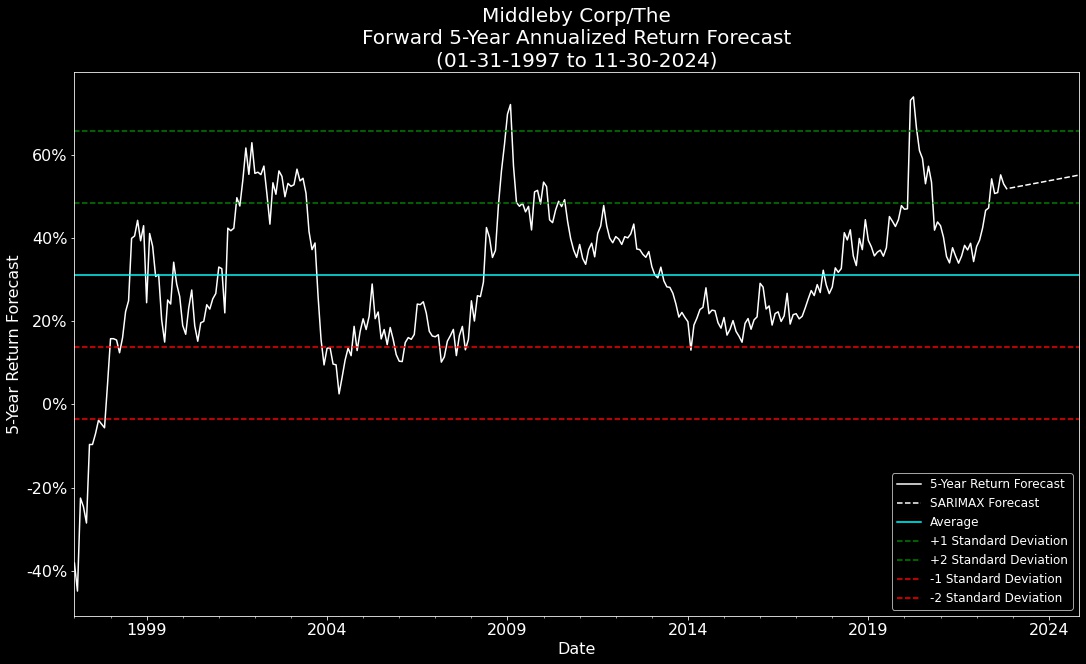 Middleby Corp/The
Forward 5-Year Annualized Return Forecast
(01-31-1997 to 11-30-2024)
5-Year Return Forecast
60%
40%
20%
0%
-20%
-40%
5-Year Return Forecast
SARIMAX Forecast
Average
+1 Standard Deviation
+2 Standard Deviation
-1 Standard Deviation
-2 Standard Deviation
1999 2004 2009 2014 2019 2024
Date